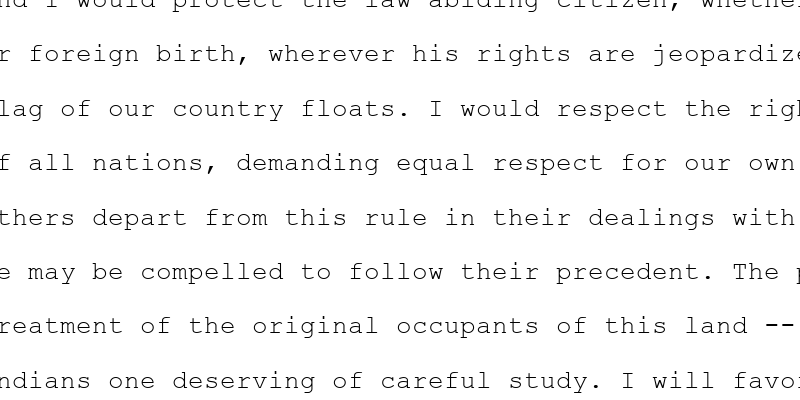 nd I would protect the law abiding citizen, whether
r foreign birth, wherever his rights are jeopardize
lag of our country floats. I would respect the righ
f all nations, demanding equal respect for our own
thers depart from this rule in their dealings with
e may be compelled to follow their precedent. The p
reatment of the original occupants of this land --
ndians one deserving of careful study. I will favor